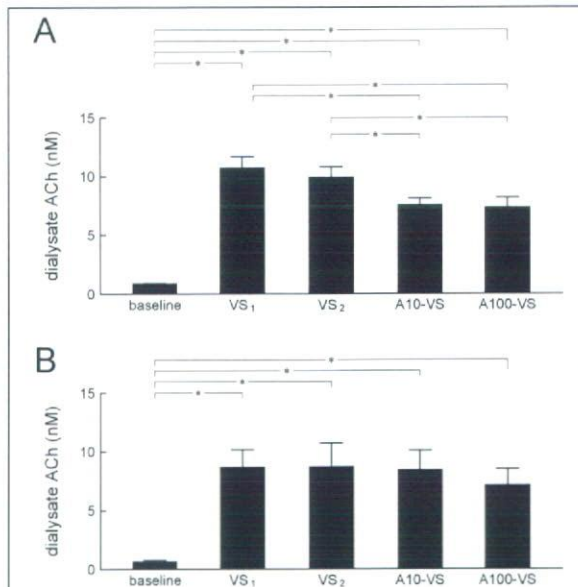 A
*
*
*
*
*
*
*
*
dialysate ACh (nM)
15
10
5
0
baseline
VS₁
VS₂
A10-VS
A100-VS
B
*
*
*
*
dialysate ACh (nM)
15
10
5
0
baseline
VS₁
VS₂
A10-VS
A100-VS